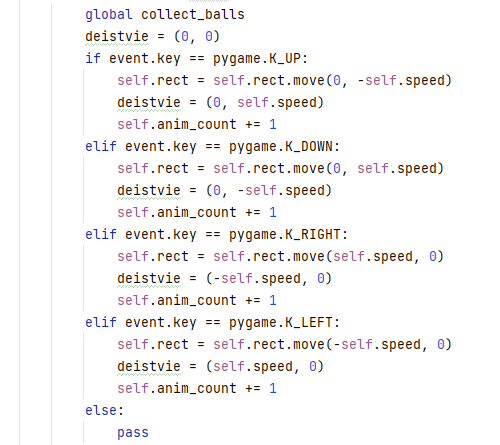 global collect_balls
deistvie = (0, 0)
if event.key == pygame.K_UP:
    self.rect = self.rect.move(0, -self.speed)
    deistvie = (0, self.speed)
    self.anim_count += 1
elif event.key == pygame.K_DOWN:
    self.rect = self.rect.move(0, self.speed)
    deistvie = (0, -self.speed)
    self.anim_count += 1
elif event.key == pygame.K_RIGHT:
    self.rect = self.rect.move(self.speed, 0)
    deistvie = (-self.speed, 0)
    self.anim_count += 1
elif event.key == pygame.K_LEFT:
    self.rect = self.rect.move(-self.speed, 0)
    deistvie = (self.speed, 0)
    self.anim_count += 1
else:
    pass